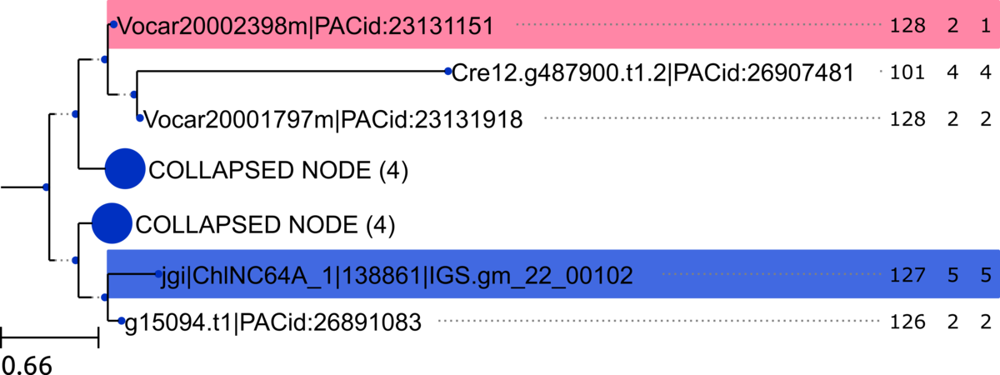 Vocar20002398m|PACid:23131151 128 2 1
Cre12.g487900.t1.2|PACid:26907481 101 4 4
Vocar20001797m|PACid:23131918 128 2 2
COLLAPSED NODE (4)
COLLAPSED NODE (4)
jgi|ChlNC64A_1|138861|IGS.gm_22_00102 127 5 5
g15094.t1|PACid:26891083 126 2 2
0.66